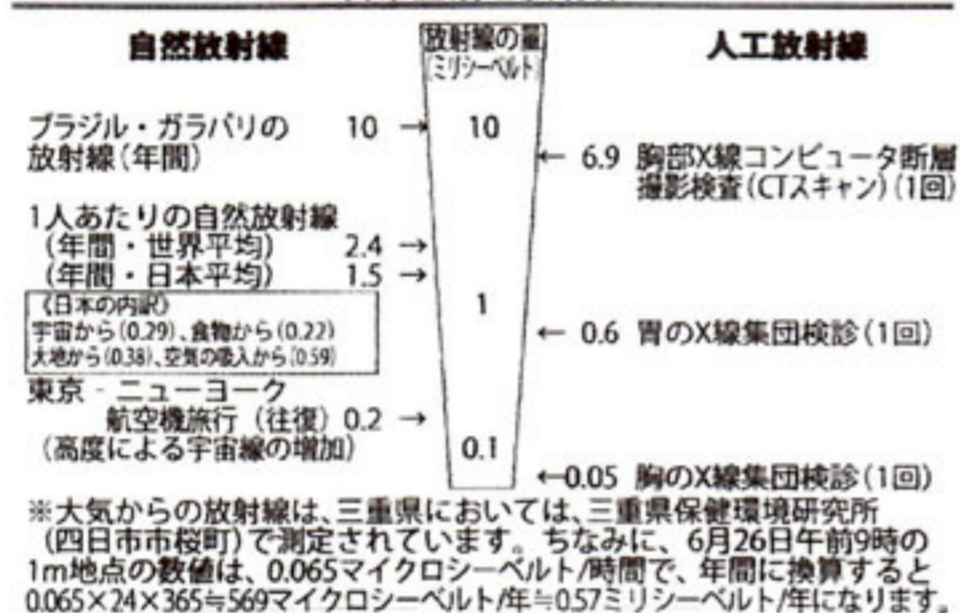 自然放射線
放射線の量
(ミリシーベルト)
人工放射線
ブラジル・ガラパリの 10 →
放射線(年間)
10
← 6.9 胸部X線コンピュータ断層
撮影検査(CTスキャン)(1回)
1人あたりの自然放射線
(年間・世界平均) 2.4 →
(年間・日本平均) 1.5 →
《日本の内訳》
宇宙から(0.29)、食物から(0.22)
大地から(0.38)、空気の吸入から(0.59)
1
← 0.6 胃のX線集団検診(1回)
東京‐ニューヨーク
航空機旅行(往復) 0.2 →
(高度による宇宙線の増加)
0.1
←0.05 胸のX線集団検診(1回)
※大気からの放射線は、三重県においては、三重県保健環境研究所
(四日市市桜町)で測定されています。ちなみに、6月26日午前9時の
1m地点の数値は、0.065マイクロシーベルト/時間で、年間に換算すると
0.065×24×365≒569マイクロシーベルト/年≒0.57ミリシーベルト/年になります。